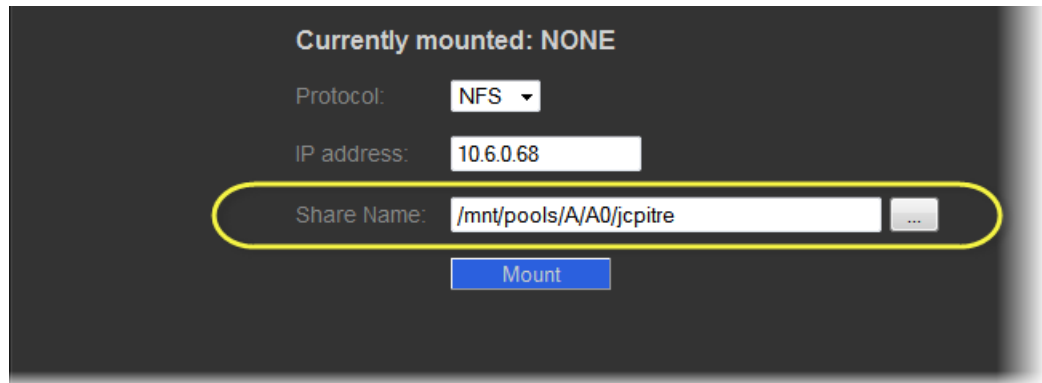 Currently mounted: NONE
Protocol: NFS
IP address: 10.6.0.68
Share Name: /mnt/pools/A/A0/jcpitre ...
Mount